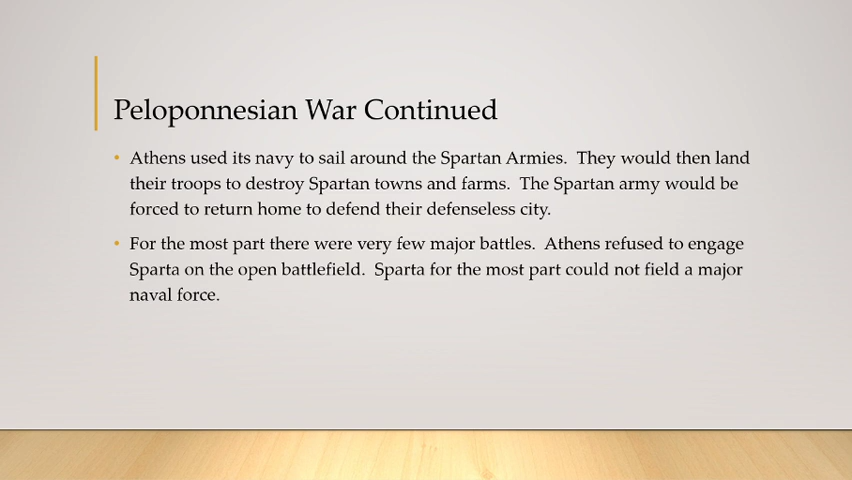 Peloponnesian War Continued
• Athens used its navy to sail around the Spartan Armies.  They would then land
their troops to destroy Spartan towns and farms.  The Spartan army would be
forced to return home to defend their defenseless city.
• For the most part there were very few major battles.  Athens refused to engage
Sparta on the open battlefield.  Sparta for the most part could not field a major
naval force.